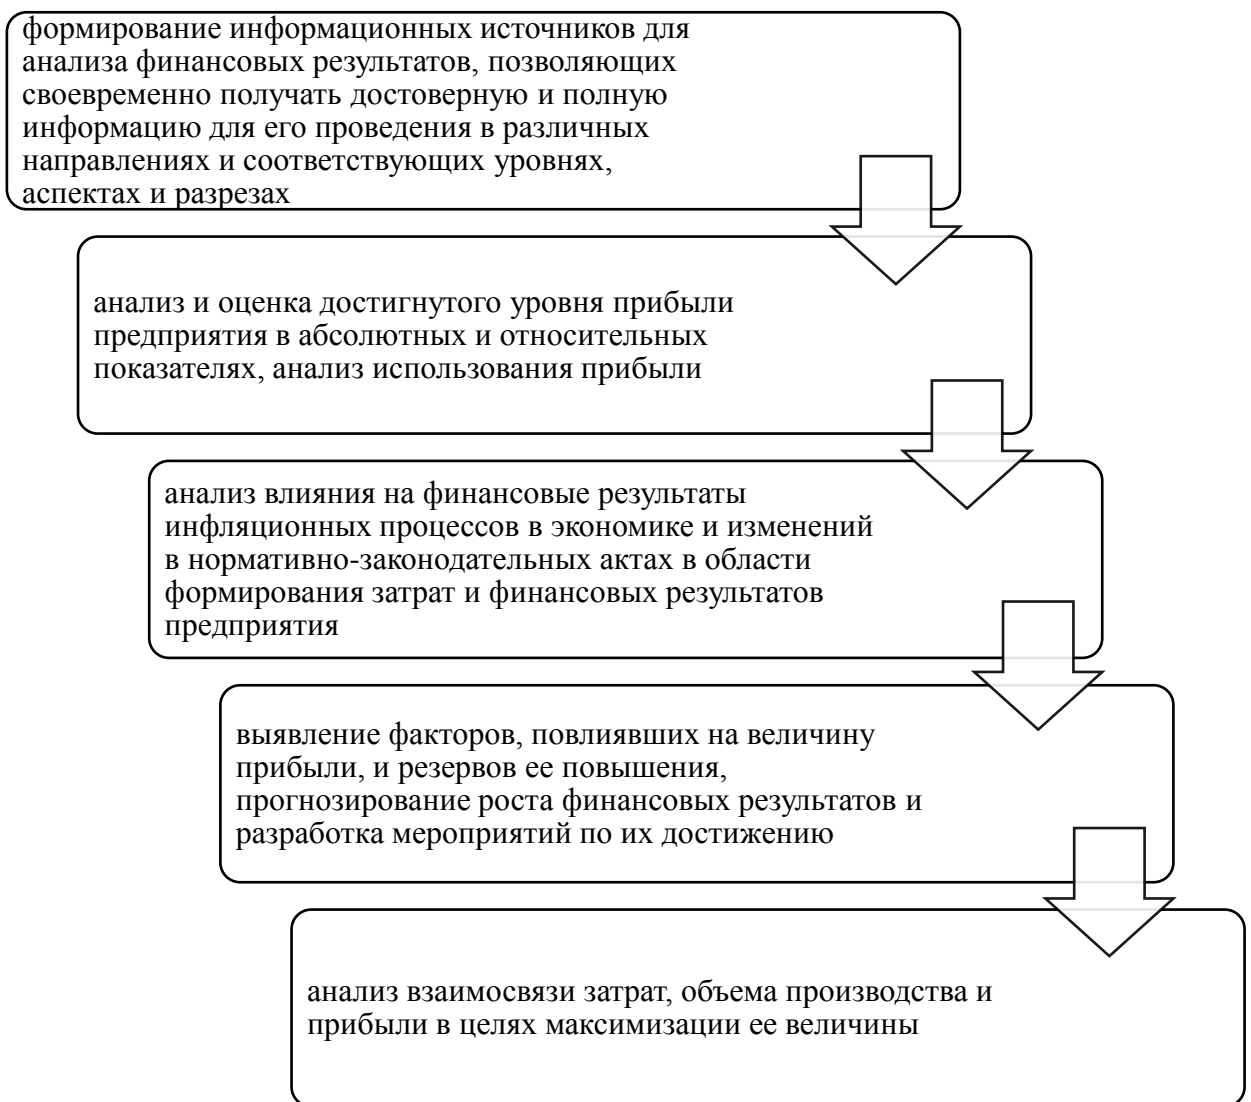 формирование информационных источников для
анализа финансовых результатов, позволяющих
своевременно получать достоверную и полную
информацию для его проведения в различных
направлениях и соответствующих уровнях,
аспектах и разрезах
анализ и оценка достигнутого уровня прибыли
предприятия в абсолютных и относительных
показателях, анализ использования прибыли
анализ влияния на финансовые результаты
инфляционных процессов в экономике и изменений
в нормативно-законодательных актах в области
формирования затрат и финансовых результатов
предприятия
выявление факторов, повлиявших на величину
прибыли, и резервов ее повышения,
прогнозирование роста финансовых результатов и
разработка мероприятий по их достижению
анализ взаимосвязи затрат, объема производства и
прибыли в целях максимизации ее величины